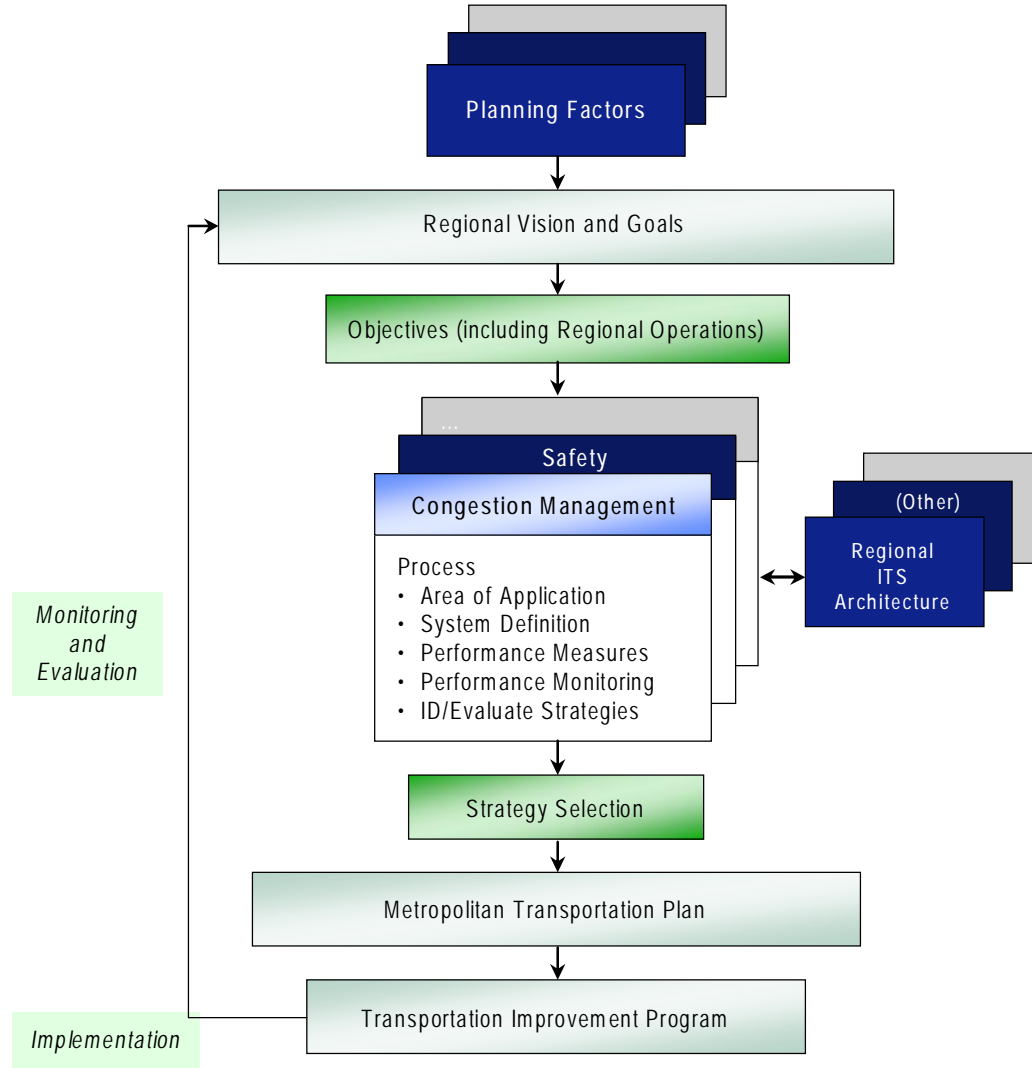 Planning Factors
Regional Vision and Goals
Objectives (including Regional Operations)
...
Safety
Congestion Management
Process
• Area of Application
• System Definition
• Performance Measures
• Performance Monitoring
• ID/Evaluate Strategies
(Other)
Regional
ITS
Architecture
Monitoring
and
Evaluation
Strategy Selection
Metropolitan Transportation Plan
Transportation Improvement Program
Implementation